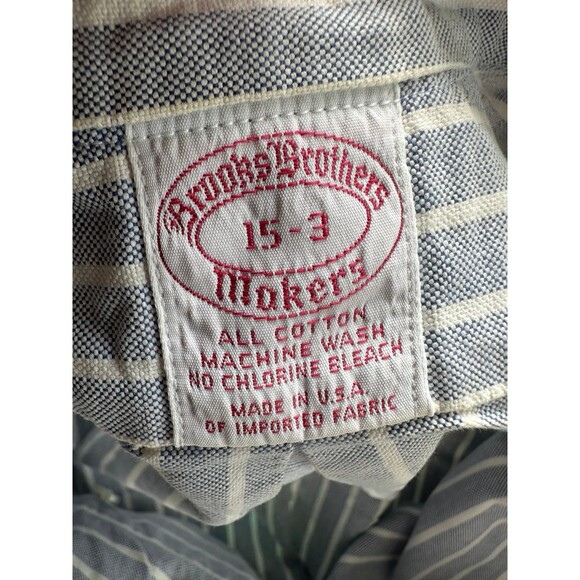 Brooks Brothers
15-3
Makers
ALL COTTON
MACHINE WASH
NO CHLORINE BLEACH
MADE IN U.S.A.
OF IMPORTED FABRIC